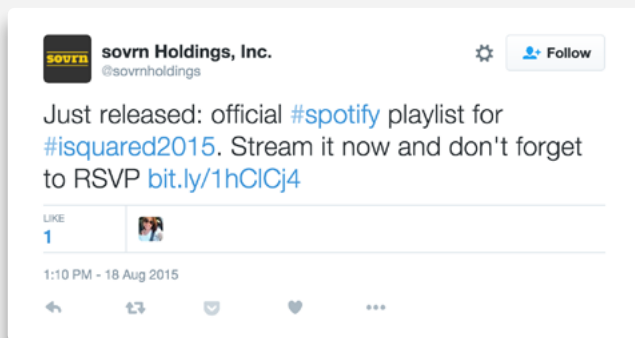 sovrn
sovrn Holdings, Inc.
@sovrnholdings
Follow
Just released: official #spotify playlist for
#isquared2015. Stream it now and don't forget
to RSVP bit.ly/1hClCj4
LIKE
1
1:10 PM - 18 Aug 2015